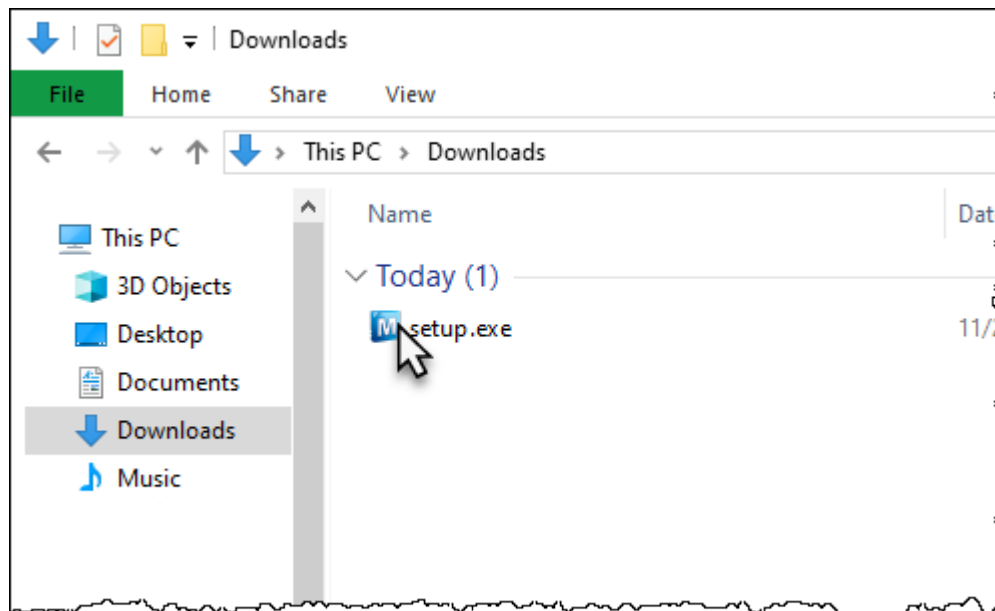 Downloads
File Home Share View
This PC > Downloads
Name
This PC
Today (1)
3D Objects
M setup.exe
Desktop
Documents
Downloads
Music